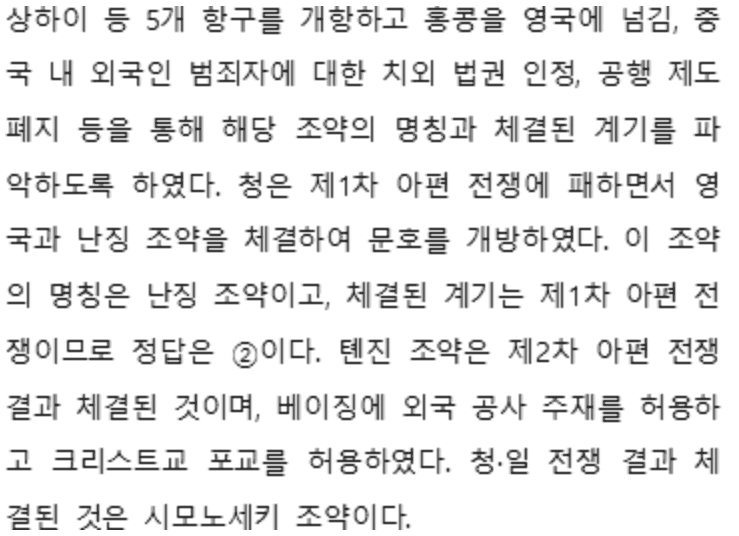 상하이 등 5개 항구를 개항하고 홍콩을 영국에 넘김, 중
국 내 외국인 범죄자에 대한 치외 법권 인정, 공행 제도
폐지 등을 통해 해당 조약의 명칭과 체결된 계기를 파
악하도록 하였다. 청은 제1차 아편 전쟁에 패하면서 영
국과 난징 조약을 체결하여 문호를 개방하였다. 이 조약
의 명칭은 난징 조약이고, 체결된 계기는 제1차 아편 전
쟁이므로 정답은 ②이다. 톈진 조약은 제2차 아편 전쟁
결과 체결된 것이며, 베이징에 외국 공사 주재를 허용하
고 크리스트교 포교를 허용하였다. 청·일 전쟁 결과 체
결된 것은 시모노세키 조약이다.